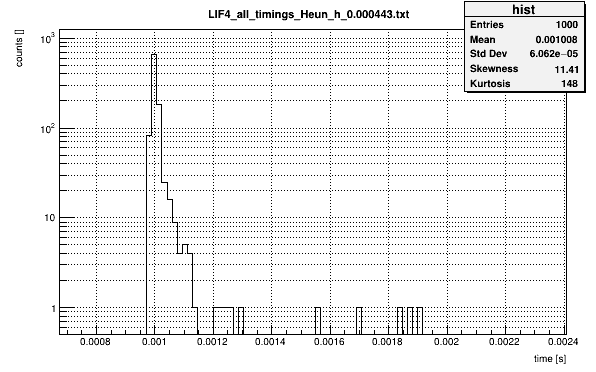 LIF4_all_timings_Heun_h_0.000443.txt
hist
Entries 1000
Mean 0.001008
Std Dev 6.062e−05
Skewness 11.41
Kurtosis 148
counts []
10³
10²
10
1
0.0008 0.001 0.0012 0.0014 0.0016 0.0018 0.002 0.0022 0.0024
time [s]